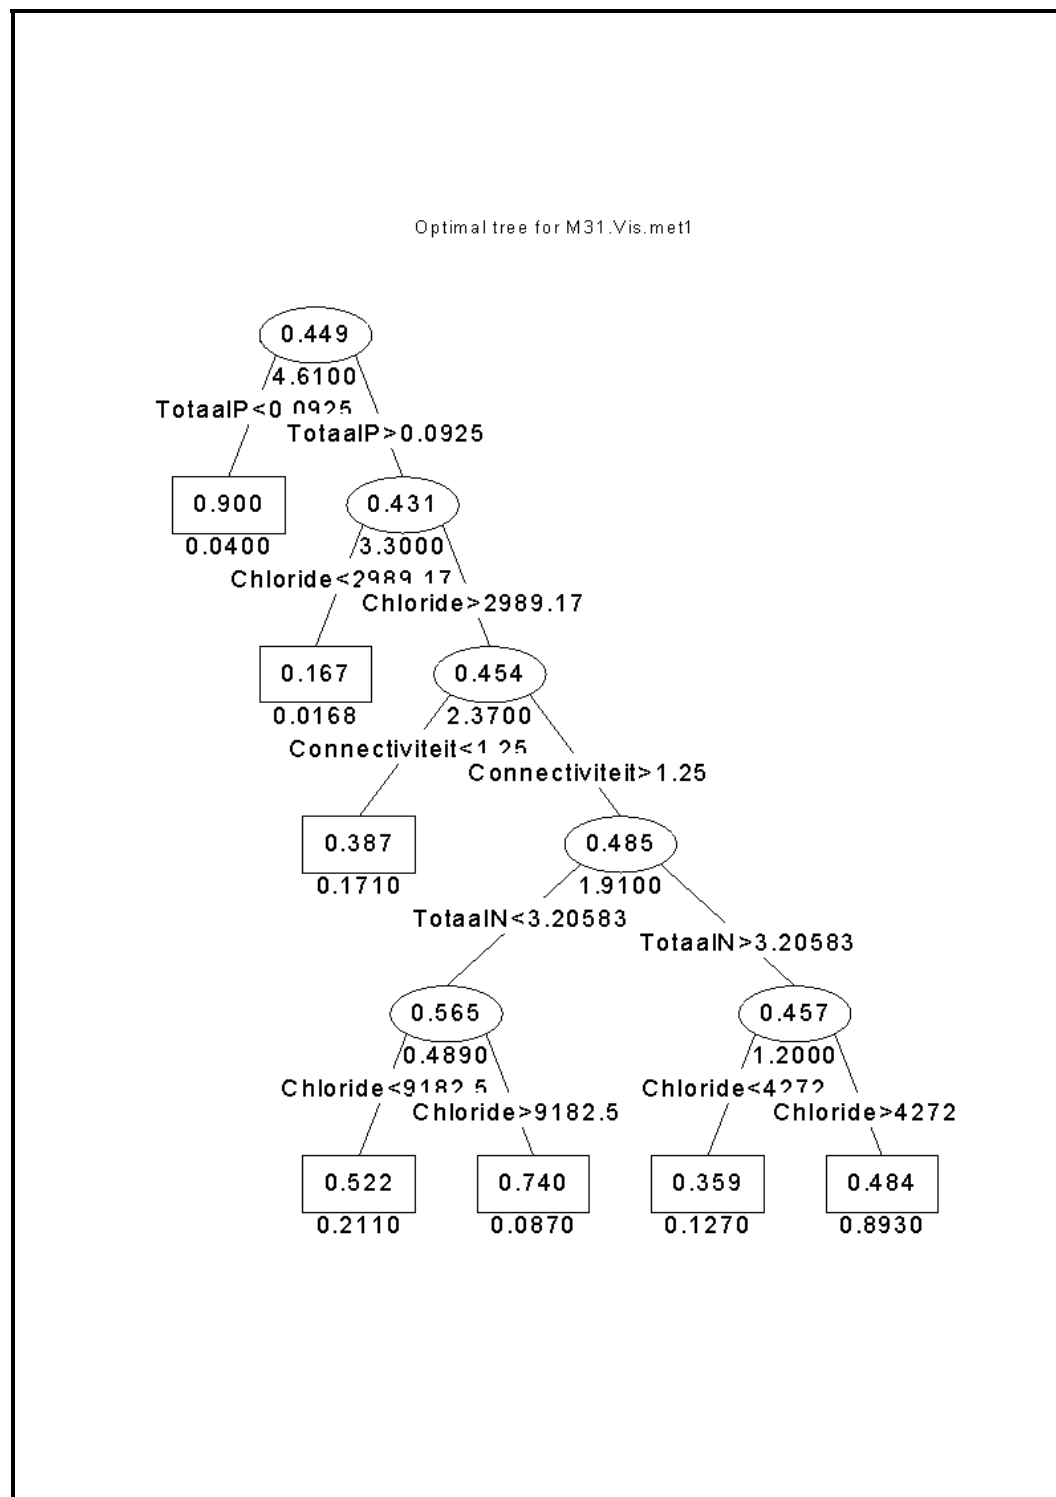 Optimal tree for M31.Vis.met1
0.449
4.6100
TotaalP<0.0925
TotaalP>0.0925
0.900
0.431
0.0400
3.3000
Chloride<2989.17
Chloride>2989.17
0.167
0.454
0.0168
2.3700
Connectiviteit<1.25
Connectiviteit>1.25
0.387
0.485
0.1710
1.9100
TotaalN<3.20583
TotaalN>3.20583
0.565
0.457
0.4890
1.2000
Chloride<9182.5
Chloride<4272
Chloride>9182.5
Chloride>4272
0.522
0.740
0.359
0.484
0.2110
0.0870
0.1270
0.8930